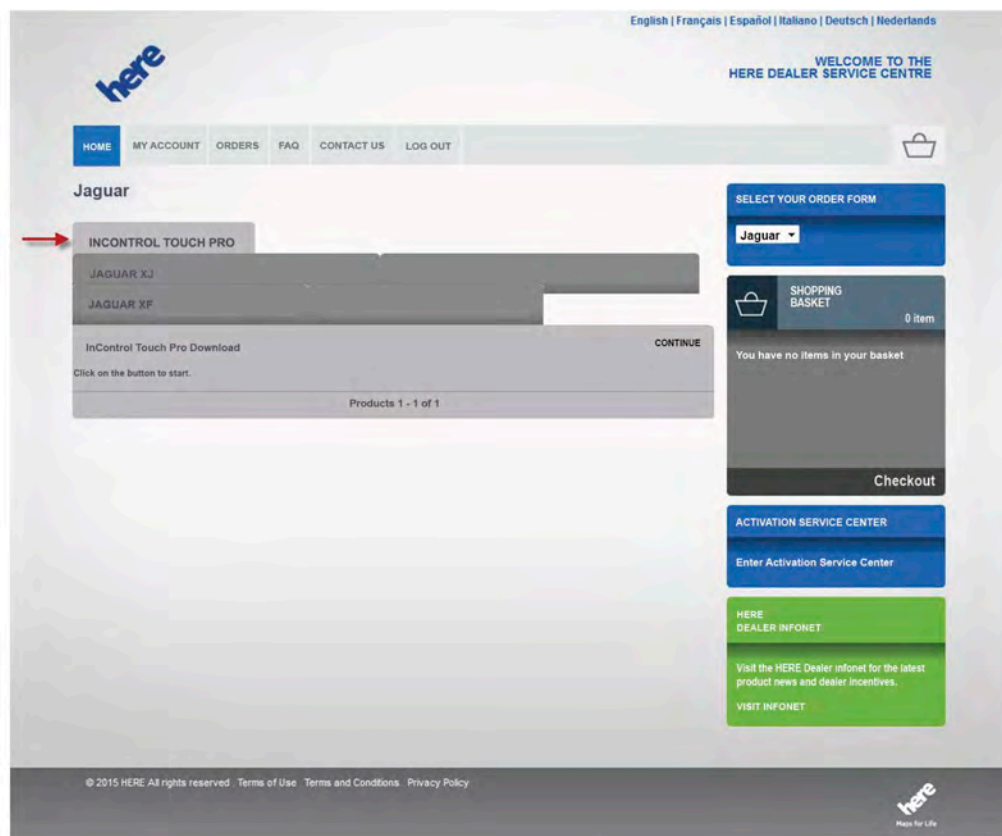 English | Français | Español | Italiano | Deutsch | Nederlands
here
WELCOME TO THE
HERE DEALER SERVICE CENTRE
HOME MY ACCOUNT ORDERS FAQ CONTACT US LOG OUT
Jaguar
INCONTROL TOUCH PRO
JAGUAR XJ
JAGUAR XF
InControl Touch Pro Download CONTINUE
Click on the button to start.
Products 1 - 1 of 1
SELECT YOUR ORDER FORM
Jaguar
SHOPPING
BASKET
0 item
You have no items in your basket
Checkout
ACTIVATION SERVICE CENTER
Enter Activation Service Center
HERE
DEALER INFONET
Visit the HERE Dealer infonet for the latest
product news and dealer incentives.
VISIT INFONET
© 2015 HERE All rights reserved Terms of Use Terms and Conditions Privacy Policy
here
Maps for Life